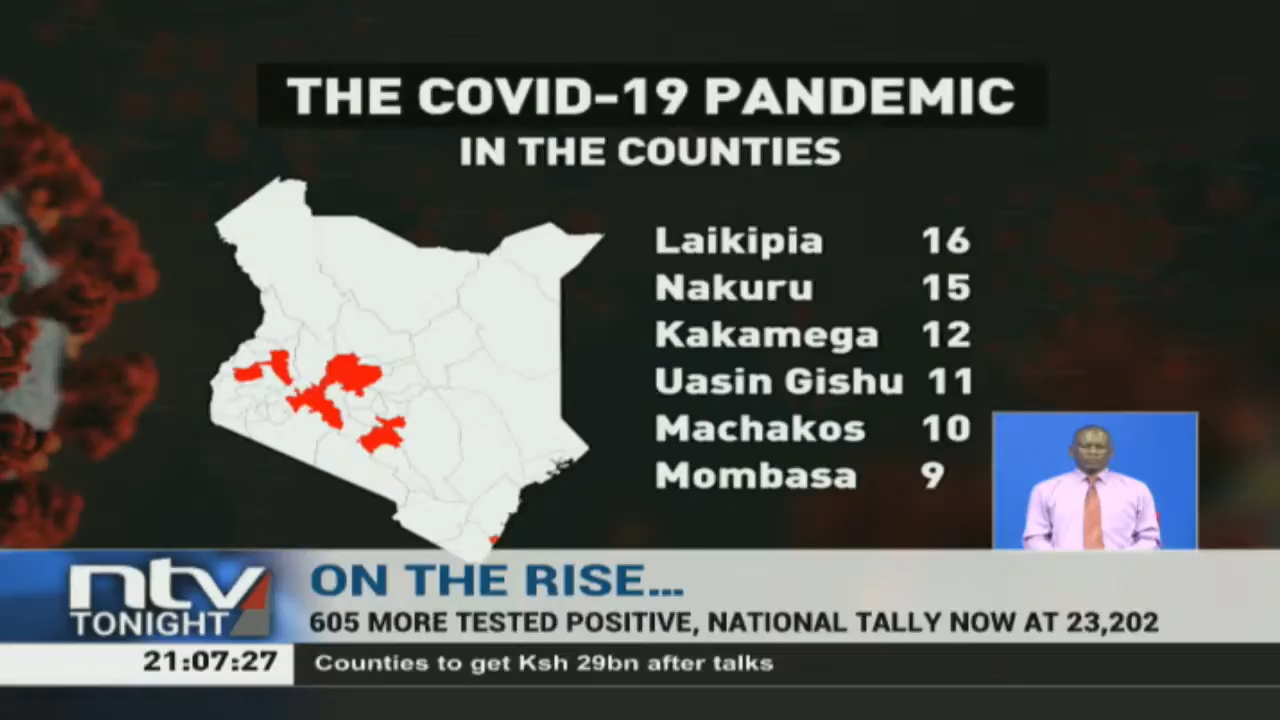 THE COVID-19 PANDEMIC
IN THE COUNTIES
Laikipia 16
Nakuru 15
Kakamega 12
Uasin Gishu 11
Machakos 10
Mombasa 9
ntv
TONIGHT
ON THE RISE...
605 MORE TESTED POSITIVE, NATIONAL TALLY NOW AT 23,202
21:07:27
Counties to get Ksh 29bn after talks